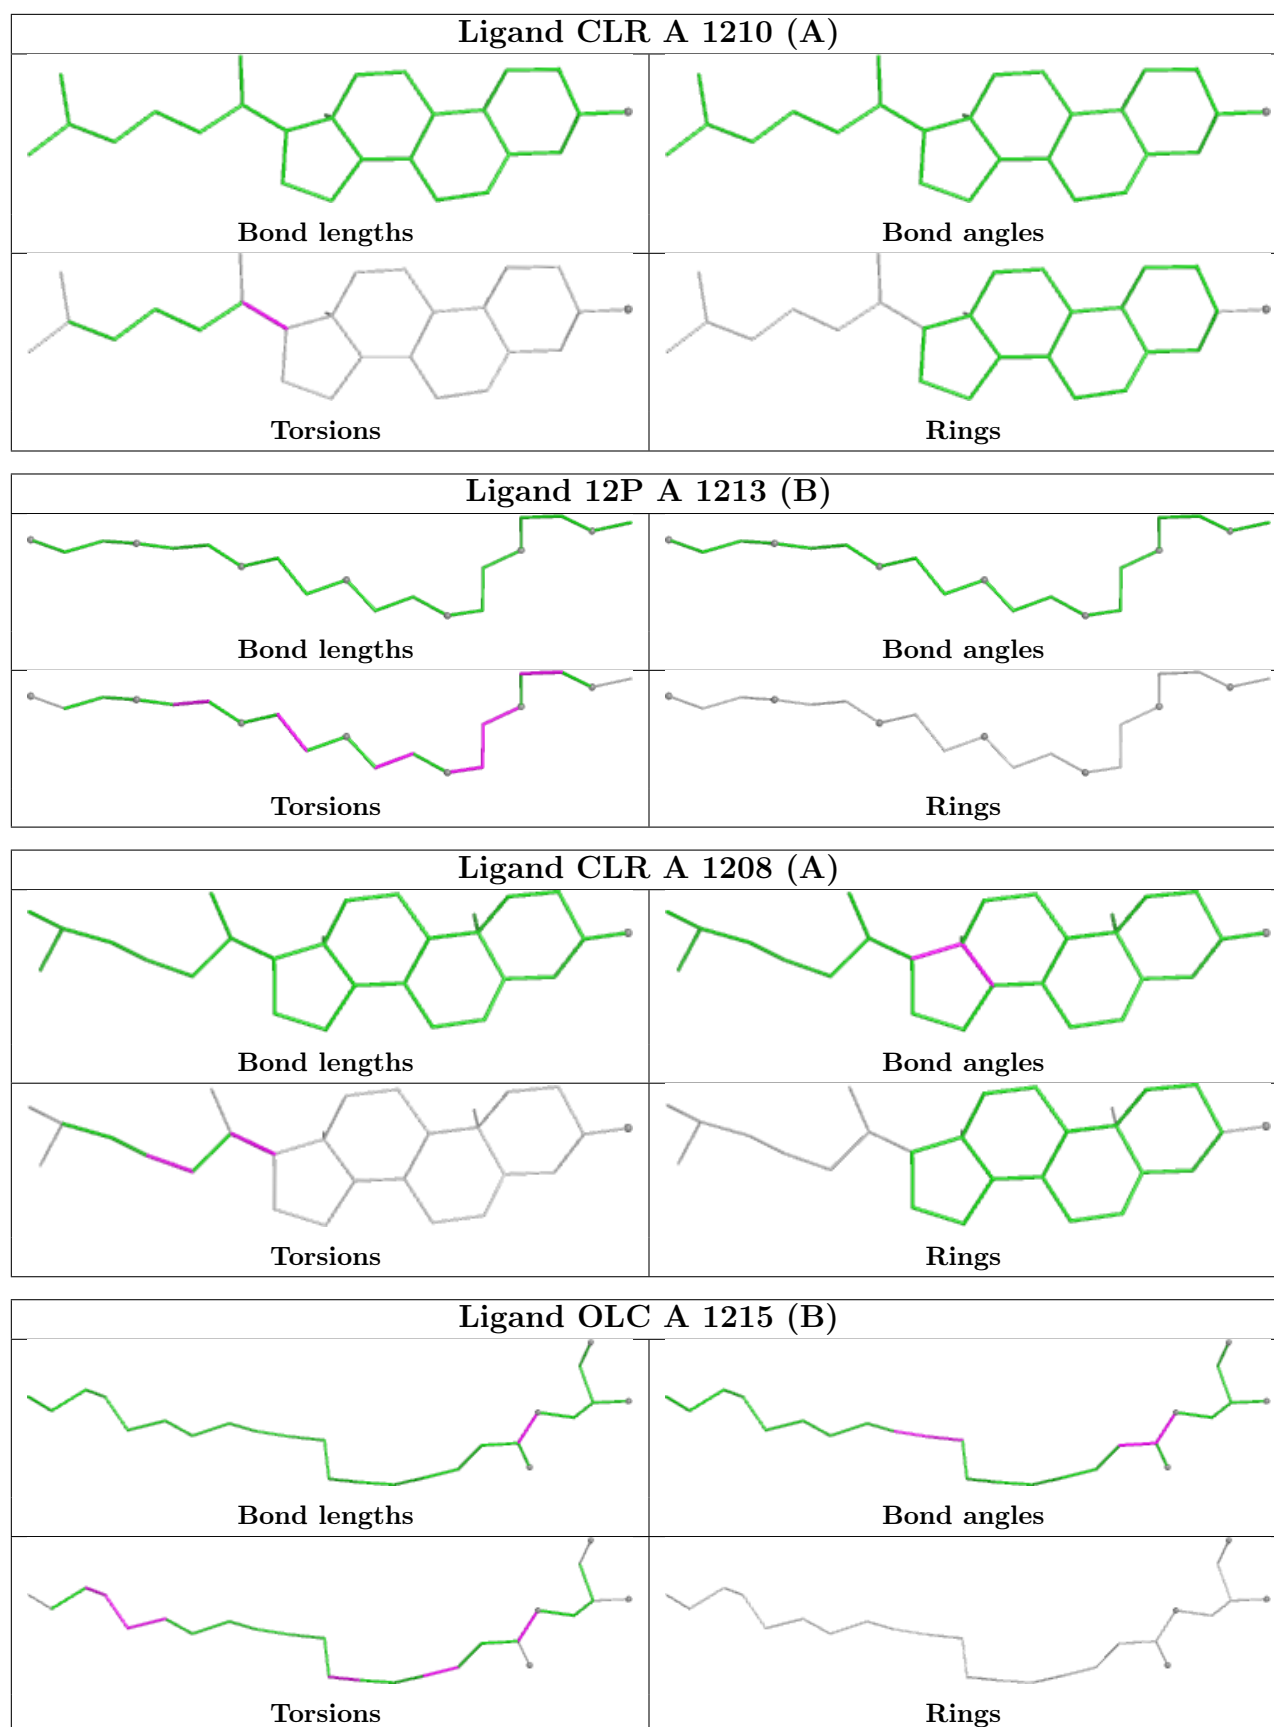 Ligand CLR A 1210 (A)
Bond lengths
Bond angles
Torsions
Rings
Ligand 12P A 1213 (B)
Bond lengths
Bond angles
Torsions
Rings
Ligand CLR A 1208 (A)
Bond lengths
Bond angles
Torsions
Rings
Ligand OLC A 1215 (B)
Bond lengths
Bond angles
Torsions
Rings